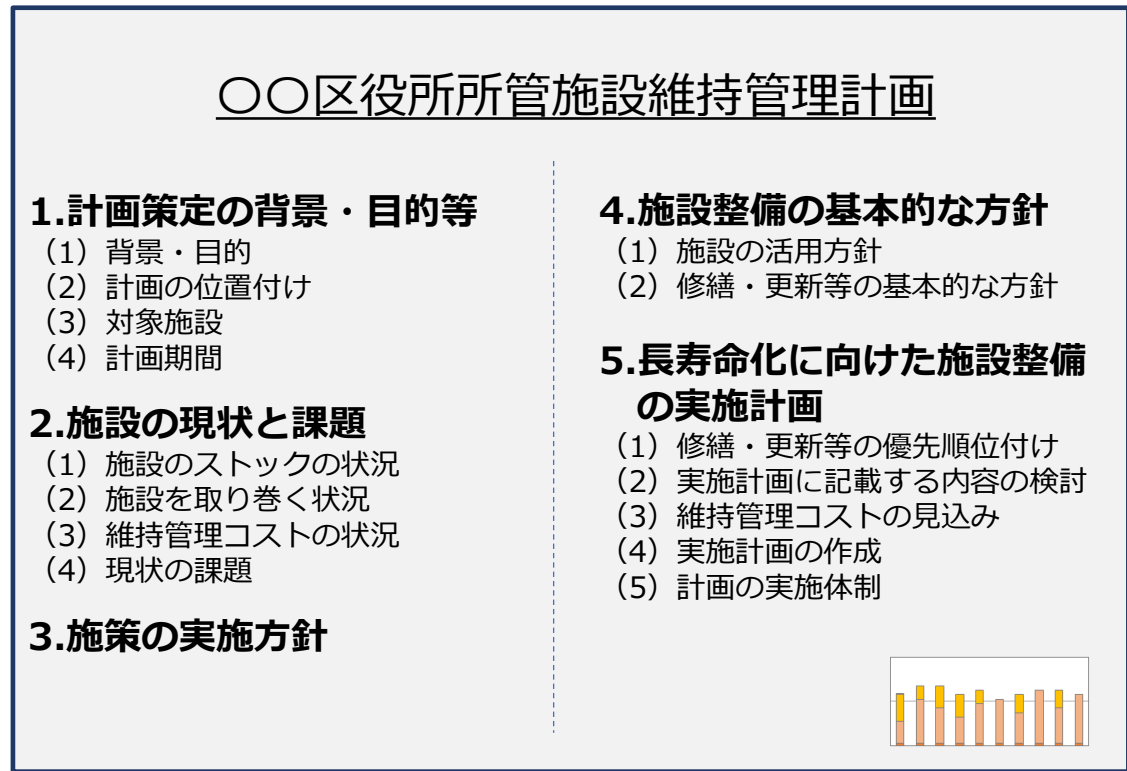 〇〇区役所所管施設維持管理計画
1.計画策定の背景・目的等
（1）背景・目的
（2）計画の位置付け
（3）対象施設
（4）計画期間
2.施設の現状と課題
（1）施設のストックの状況
（2）施設を取り巻く状況
（3）維持管理コストの状況
（4）現状の課題
3.施策の実施方針
4.施設整備の基本的な方針
（1）施設の活用方針
（2）修繕・更新等の基本的な方針
5.長寿命化に向けた施設整備
の実施計画
（1）修繕・更新等の優先順位付け
（2）実施計画に記載する内容の検討
（3）維持管理コストの見込み
（4）実施計画の作成
（5）計画の実施体制